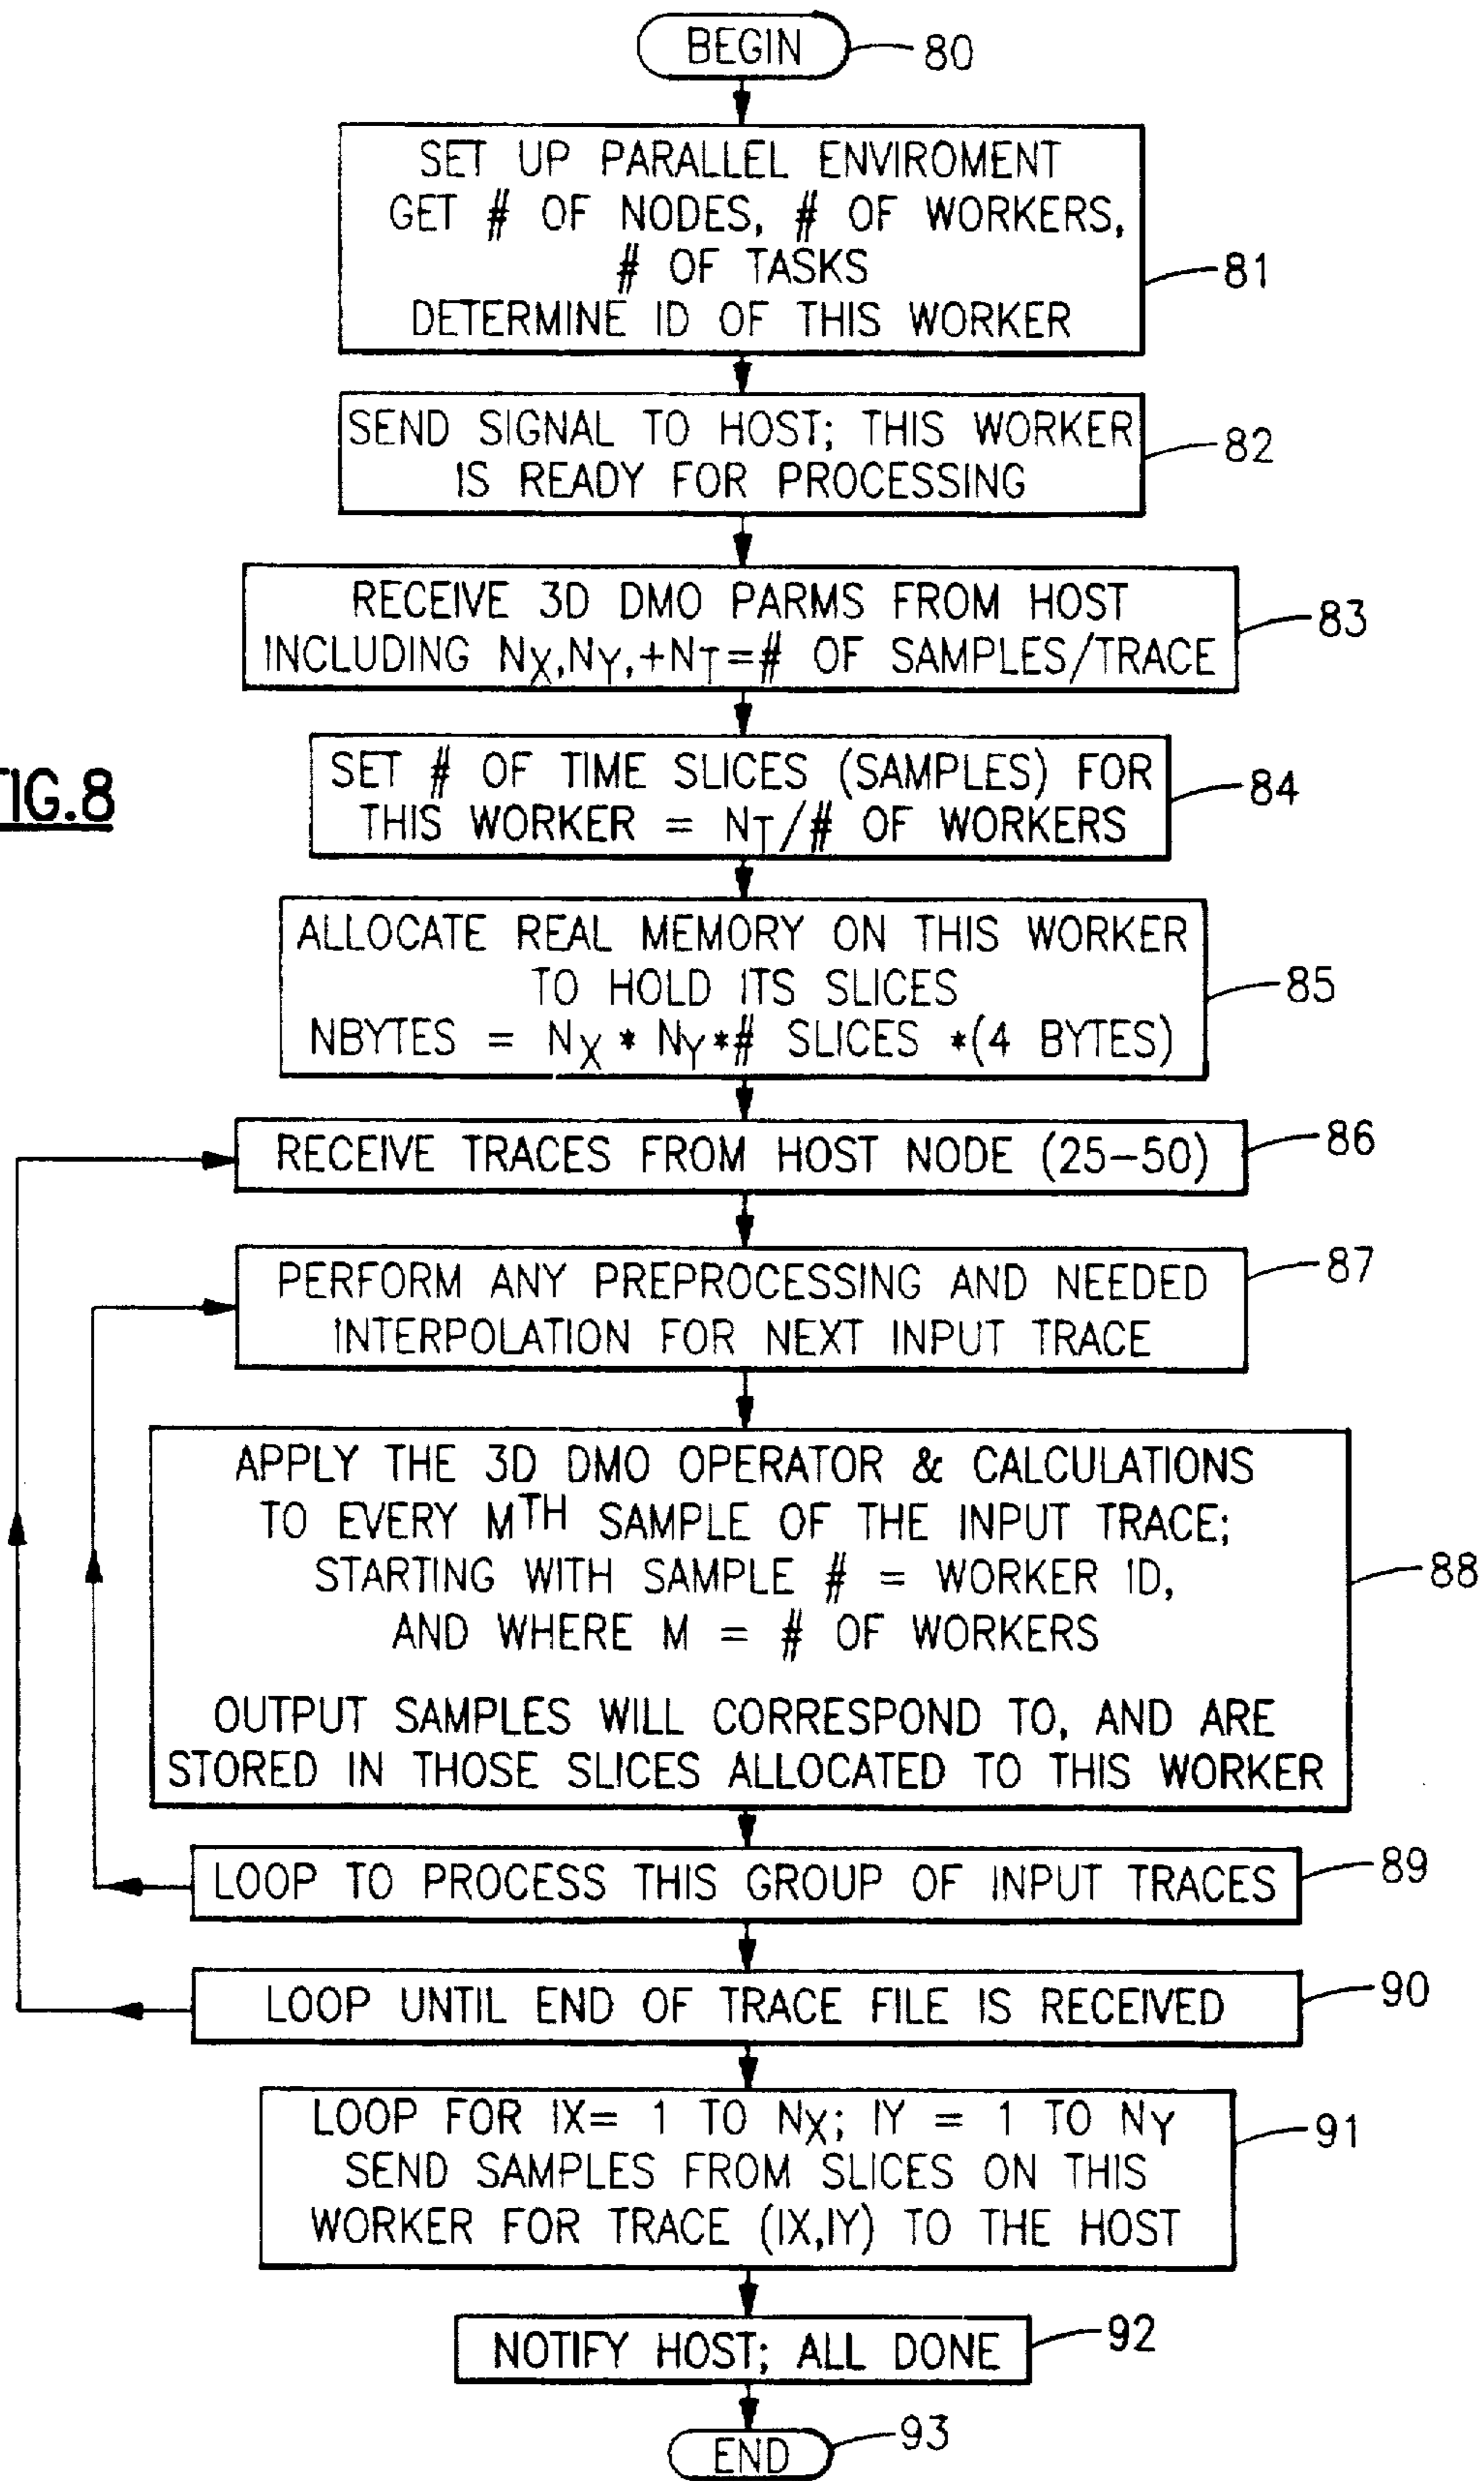 BEGIN
80
SET UP PARALLEL ENVIROMENT
GET # OF NODES, # OF WORKERS,
# OF TASKS
DETERMINE ID OF THIS WORKER
81
SEND SIGNAL TO HOST; THIS WORKER
IS READY FOR PROCESSING
82
RECEIVE 3D DMO PARMS FROM HOST
INCLUDING NX,NY,+NT=# OF SAMPLES/TRACE
83
SET # OF TIME SLICES (SAMPLES) FOR
THIS WORKER = NT/# OF WORKERS
84
FIG.8
ALLOCATE REAL MEMORY ON THIS WORKER
TO HOLD ITS SLICES
NBYTES = NX * NY *# SLICES *(4 BYTES)
85
RECEIVE TRACES FROM HOST NODE (25-50)
86
PERFORM ANY PREPROCESSING AND NEEDED
INTERPOLATION FOR NEXT INPUT TRACE
87
APPLY THE 3D DMO OPERATOR & CALCULATIONS
TO EVERY MTH SAMPLE OF THE INPUT TRACE;
STARTING WITH SAMPLE # = WORKER ID,
AND WHERE M = # OF WORKERS
OUTPUT SAMPLES WILL CORRESPOND TO, AND ARE
STORED IN THOSE SLICES ALLOCATED TO THIS WORKER
88
LOOP TO PROCESS THIS GROUP OF INPUT TRACES
89
LOOP UNTIL END OF TRACE FILE IS RECEIVED
90
LOOP FOR IX= 1 TO NX; IY = 1 TO NY
SEND SAMPLES FROM SLICES ON THIS
WORKER FOR TRACE (IX,IY) TO THE HOST
91
NOTIFY HOST; ALL DONE
92
END
93